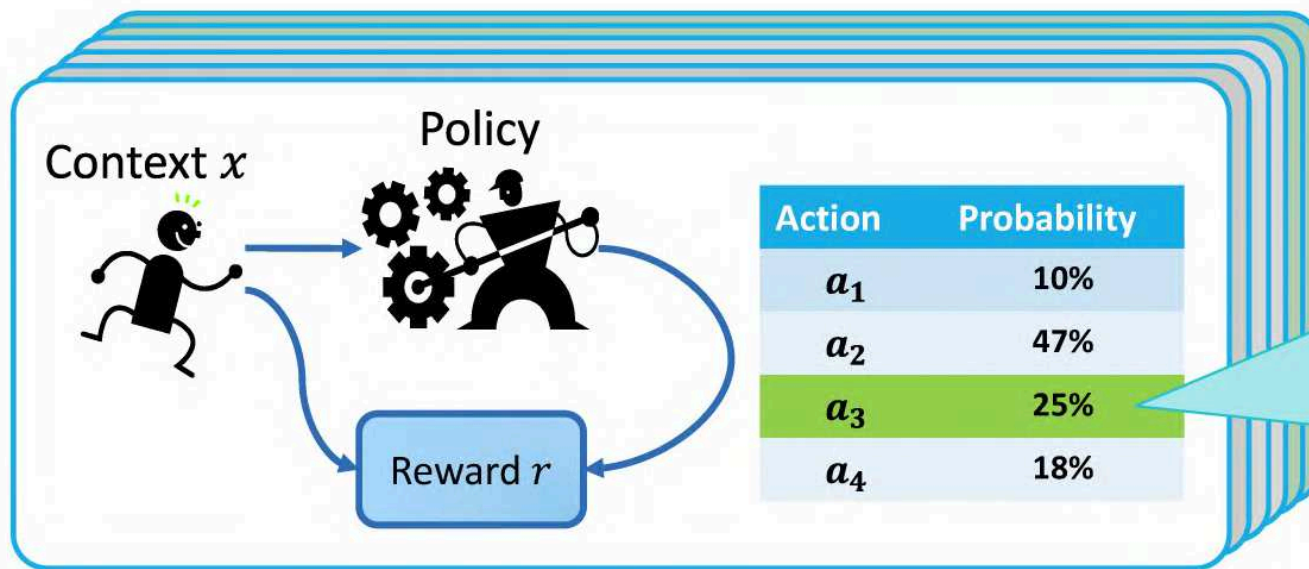 Policy
Context x
Action Probability
a₁ 10%
a₂ 47%
a₃ 25%
a₄ 18%
Reward r